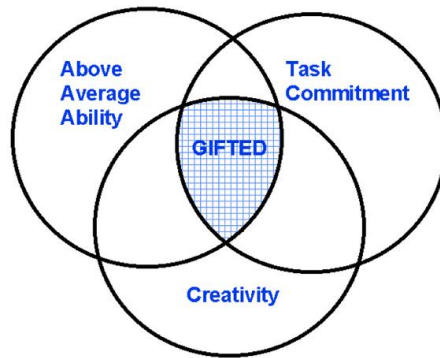 Above
Average
Ability
Task
Commitment
GIFTED
Creativity